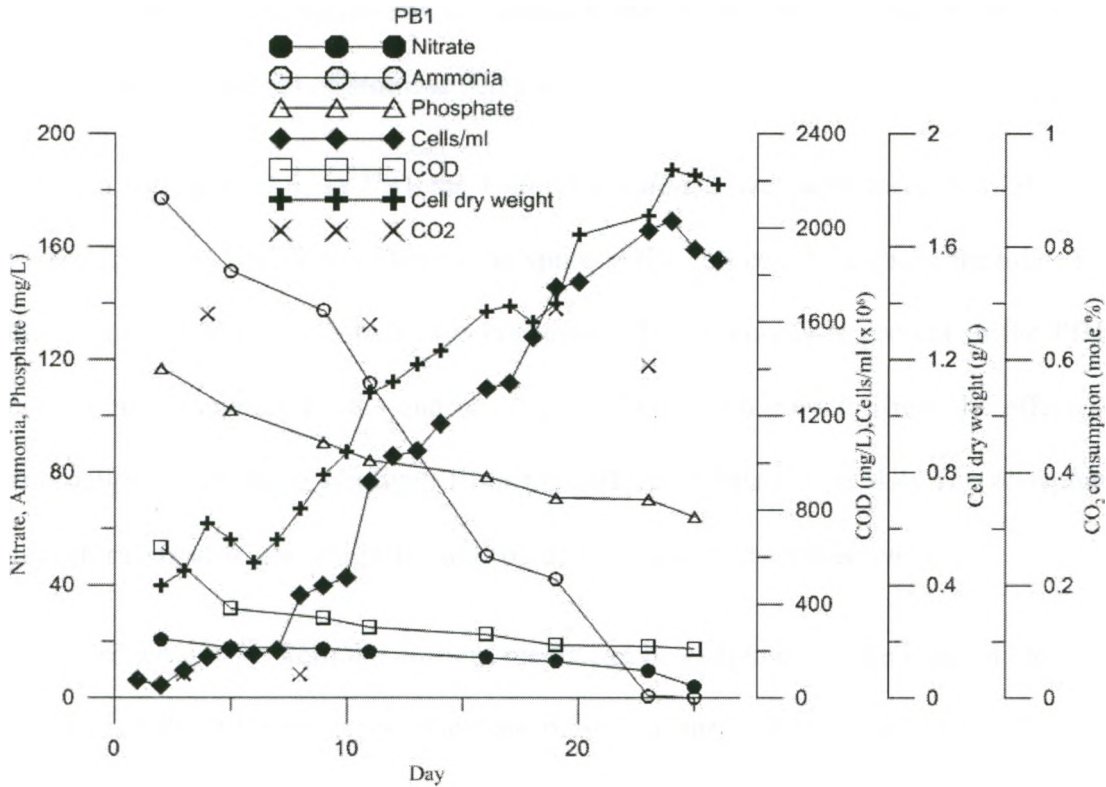 PB1
Nitrate
Ammonia
Phosphate
Cells/ml
COD
Cell dry weight
CO2
200
160
120
80
40
0
Nitrate, Ammonia, Phosphate (mg/L)
0
10
20
Day
2400
2000
1600
1200
800
400
0
COD (mg/L),Cells/ml (x10⁶)
2
1.6
1.2
0.8
0.4
0
Cell dry weight (g/L)
1
0.8
0.6
0.4
0.2
0
CO₂ consumption (mole%)